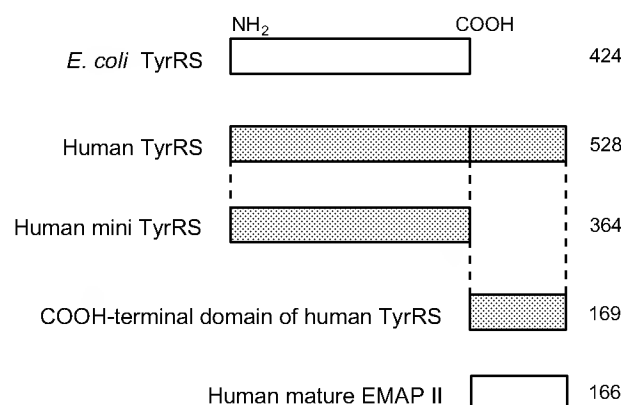 NH2 COOH
E. coli TyrRS 424
Human TyrRS 528
Human mini TyrRS 364
COOH-terminal domain of human TyrRS 169
Human mature EMAP II 166